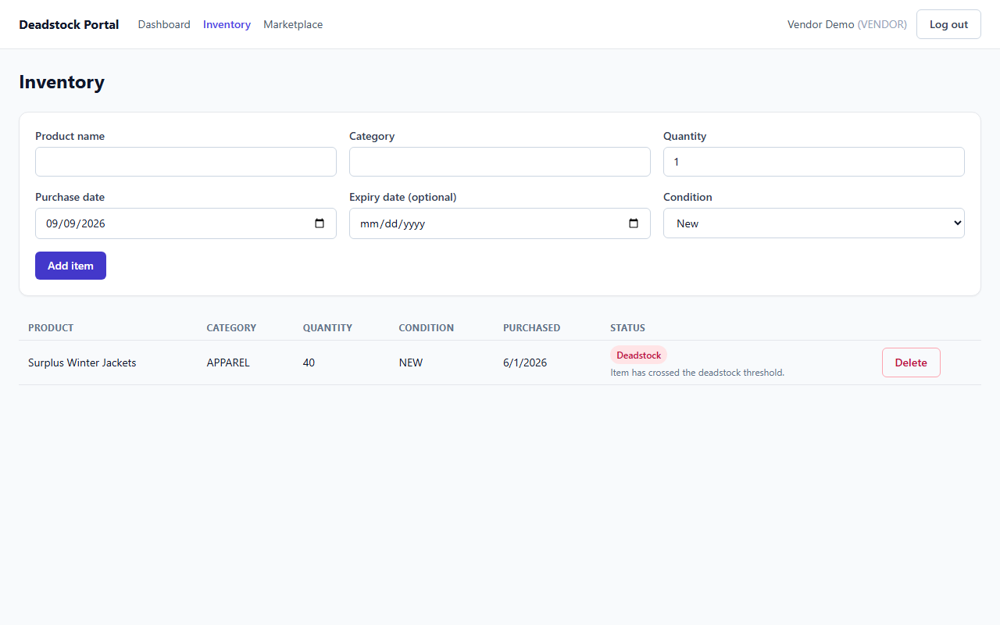 Deadstock Portal Dashboard Inventory Marketplace Vendor Demo (VENDOR) Log out
Inventory
Product name Category Quantity
1
Purchase date Expiry date (optional) Condition
09/09/2026 mm/dd/yyyy New
Add item
PRODUCT CATEGORY QUANTITY CONDITION PURCHASED STATUS
Surplus Winter Jackets APPAREL 40 NEW 6/1/2026 Deadstock Delete
Item has crossed the deadstock threshold.